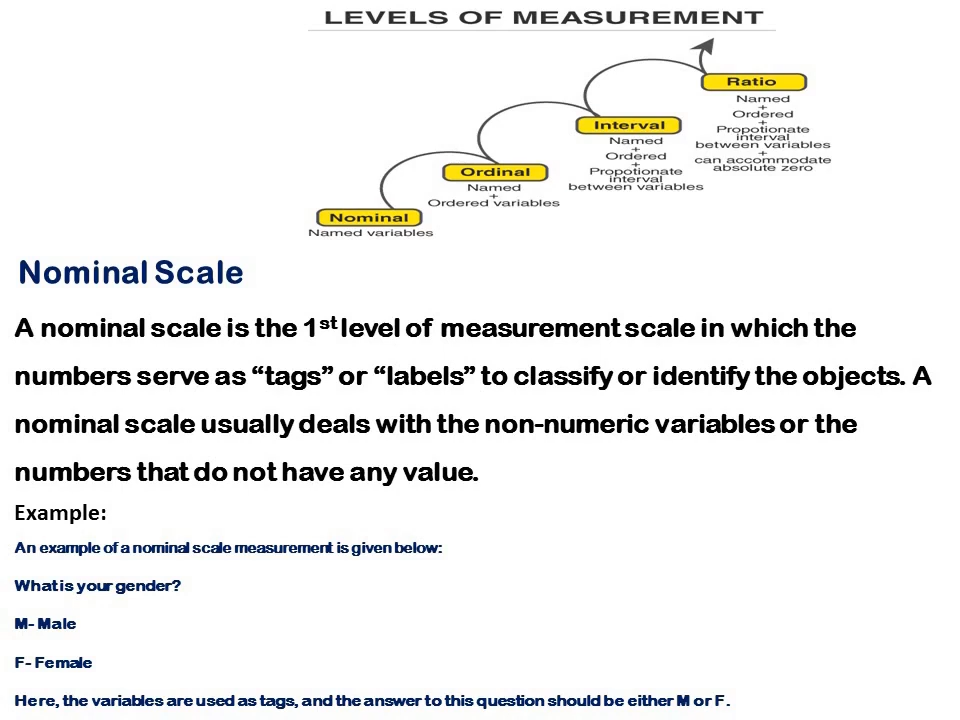 LEVELS OF MEASUREMENT
Ratio
Named
+
Ordered
+
Propotionate
interval
between variables
+
can accommodate
absolute zero
Interval
Named
+
Ordered
+
Propotionate
interval
between variables
Ordinal
Named
+
Ordered variables
Nominal
Named variables
Nominal Scale
A nominal scale is the 1st level of measurement scale in which the
numbers serve as “tags” or “labels” to classify or identify the objects. A
nominal scale usually deals with the non-numeric variables or the
numbers that do not have any value.
Example:
An example of a nominal scale measurement is given below:
What is your gender?
M- Male
F- Female
Here, the variables are used as tags, and the answer to this question should be either M or F.